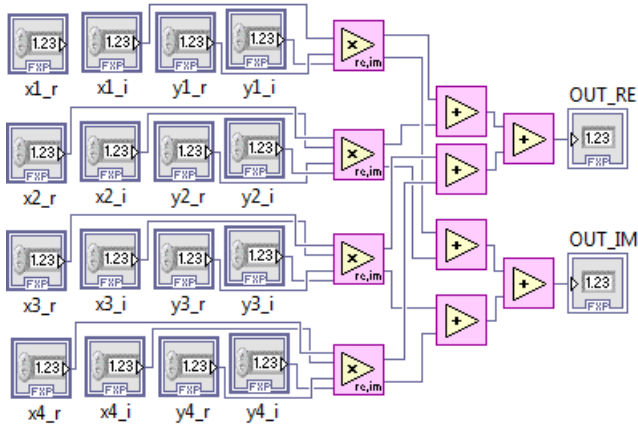 1.23 1.23 1.23 1.23 × re,im
FXP FXP FXP FXP
x1_r x1_i y1_r y1_i
+ + OUT_RE
1.23
FXP
1.23 1.23 1.23 1.23 × re,im
FXP FXP FXP FXP
x2_r x2_i y2_r y2_i
+
+ + OUT_IM
1.23
FXP
1.23 1.23 1.23 1.23 × re,im
FXP FXP FXP FXP
x3_r x3_i y3_r y3_i
+
1.23 1.23 1.23 1.23 × re,im
FXP FXP FXP FXP
x4_r x4_i y4_r y4_i